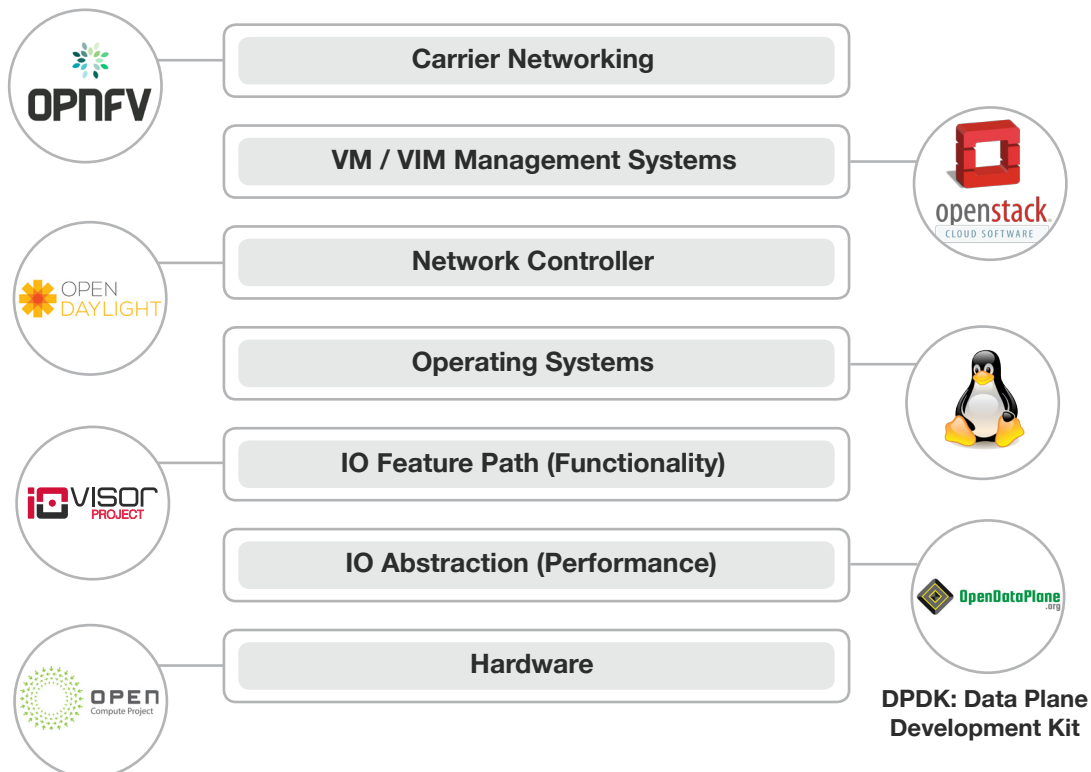 OPNFV
Carrier Networking
VM / VIM Management Systems
openstack
CLOUD SOFTWARE
Network Controller
OPEN
DAYLIGHT
Operating Systems
IO Feature Path (Functionality)
iO VISOR
PROJECT
IO Abstraction (Performance)
OpenDataPlane
.org
Hardware
OPEN
Compute Project
DPDK: Data Plane
Development Kit